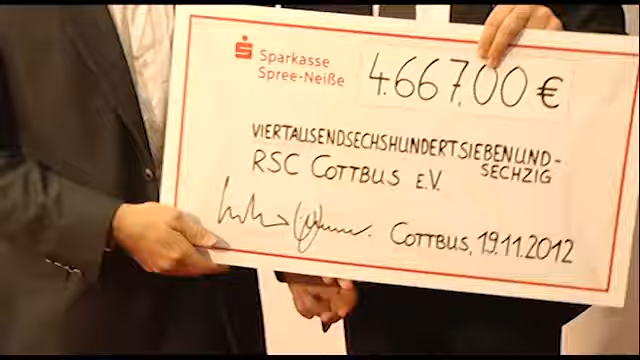 Sparkasse
Spree-Neiße
4.667.00 €
VIERTAUSENDSECHSHUNDERTSIEBENUND-
SECHZIG
RSC COTTBUS e.V.
COTTBUS, 19.11.2012